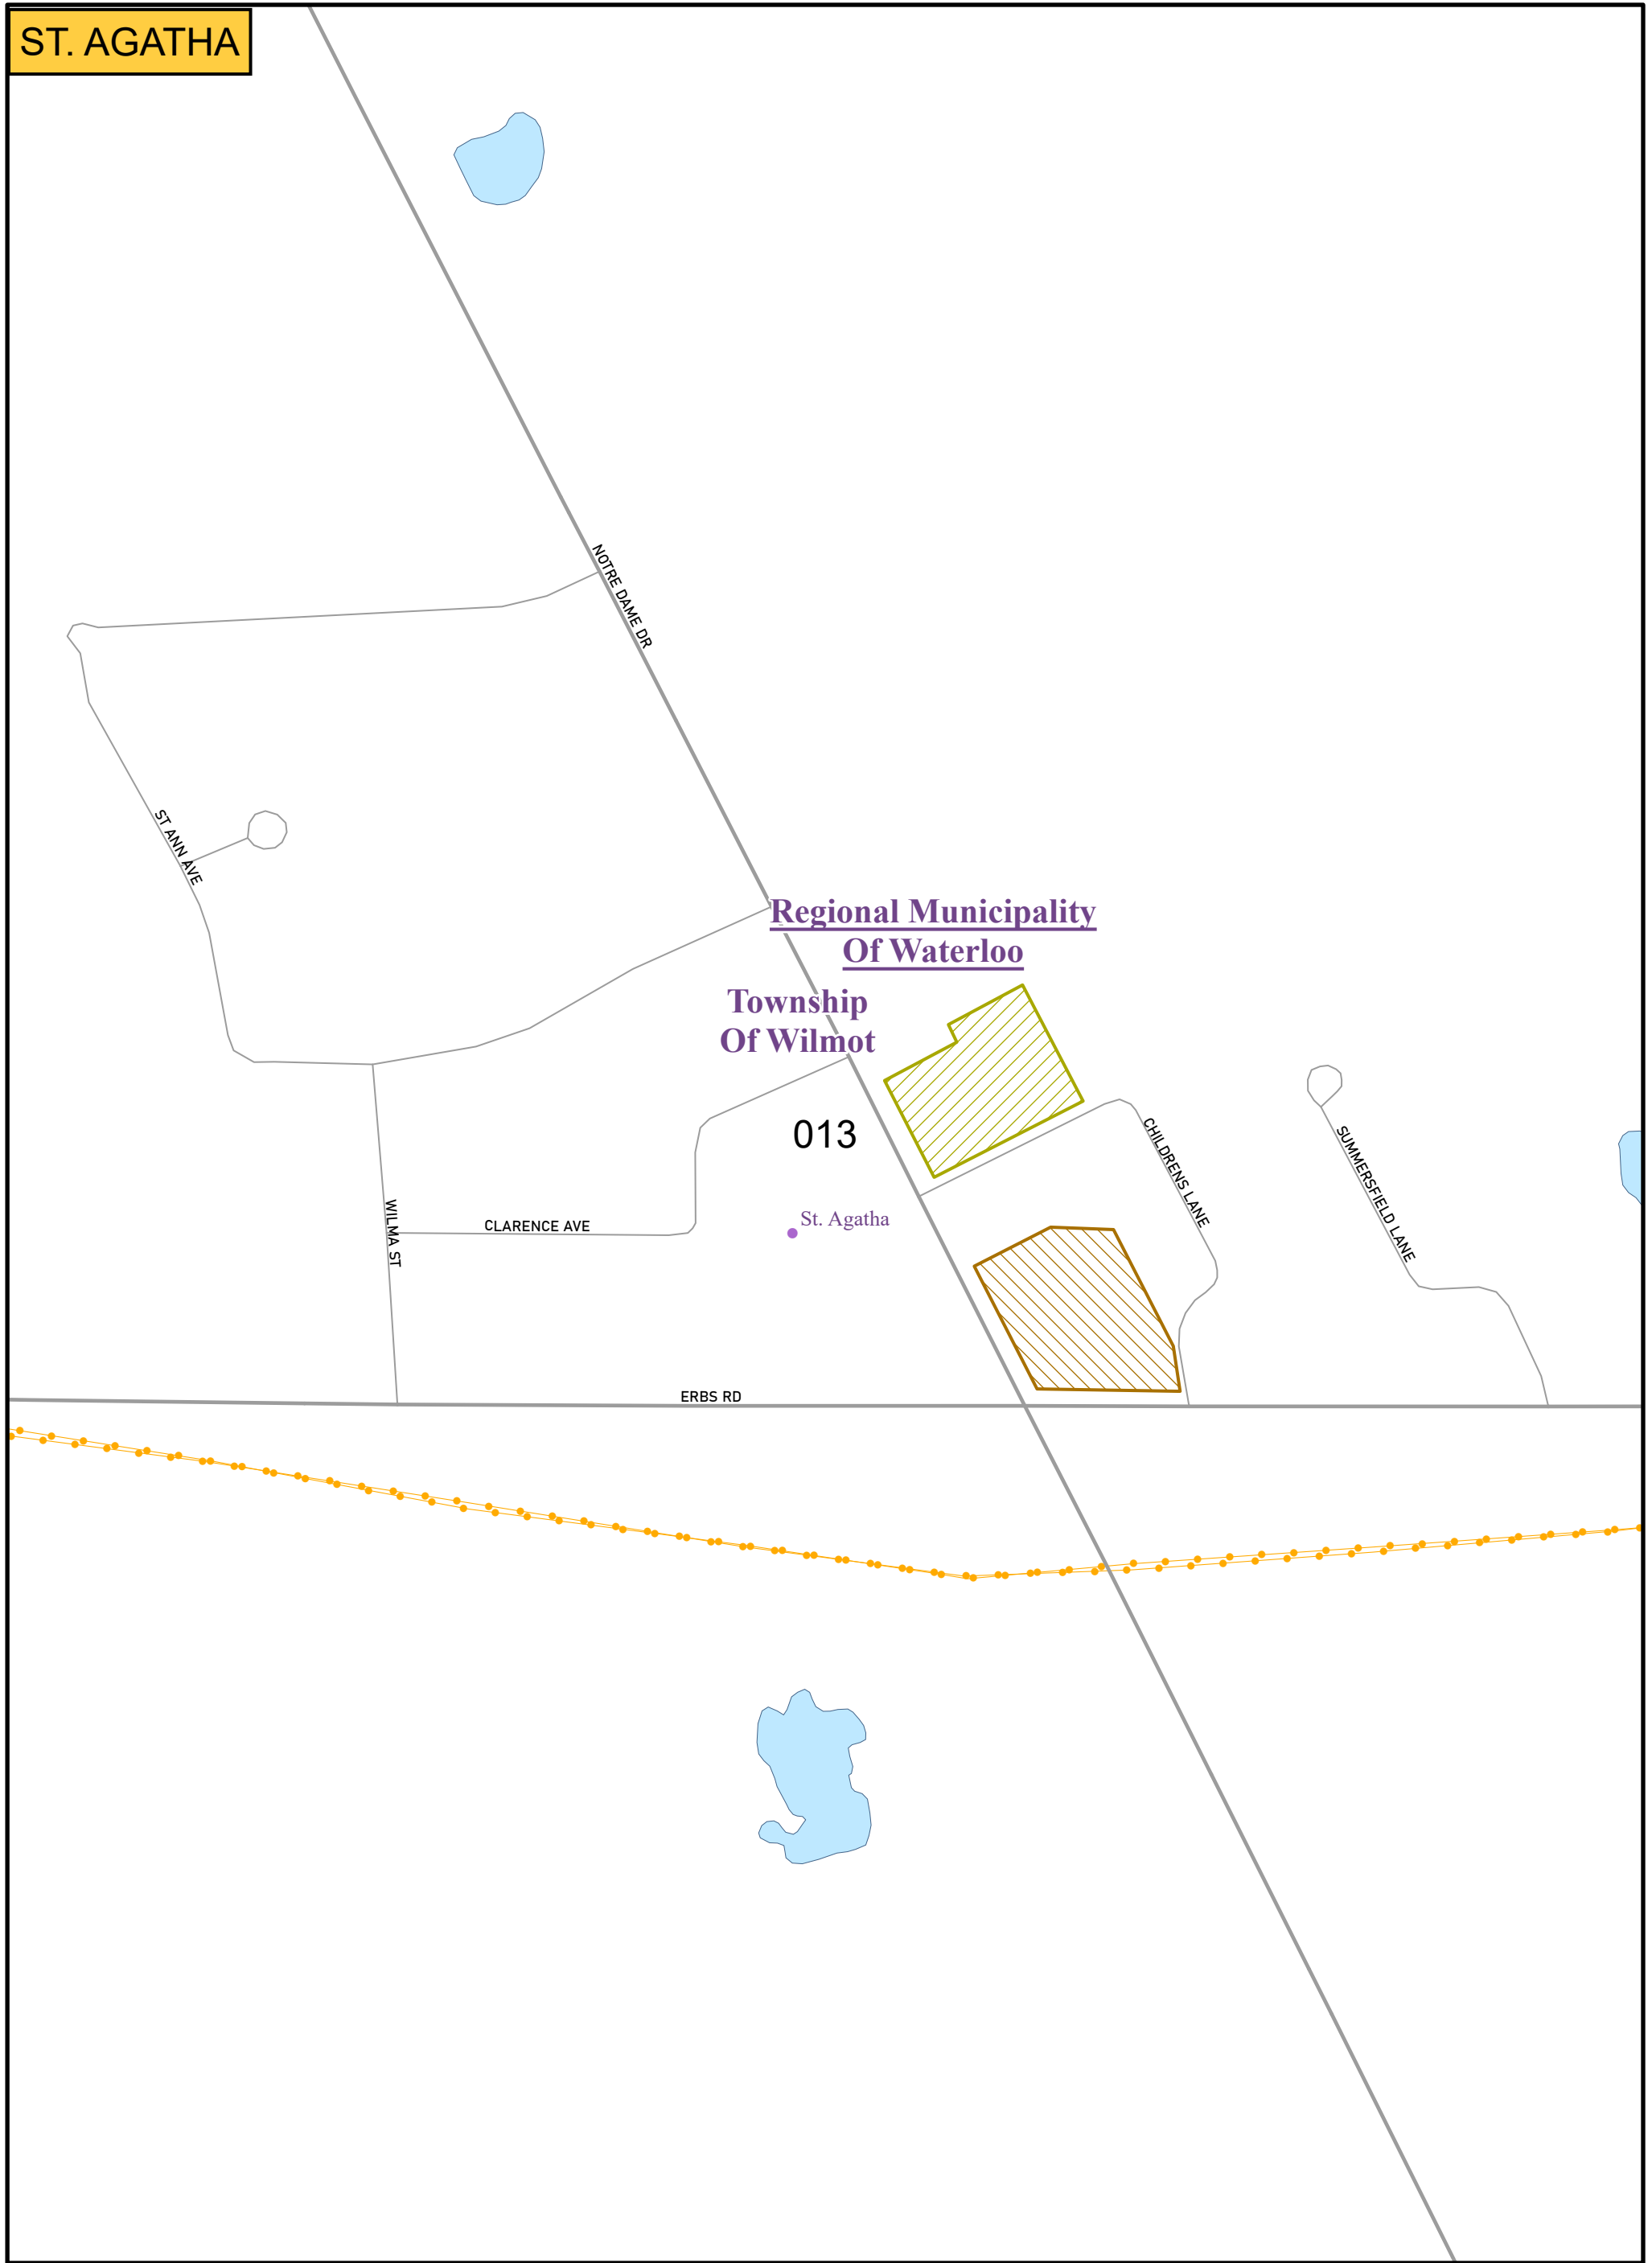 ST. AGATHA
NOTRE DAME DR
ST ANN AVE
Regional Municipality
Of Waterloo
Township
Of Wilmot
013
CHILDRENS LANE
SUMMERSFIELD LANE
WILMA ST
CLARENCE AVE
St. Agatha
ERBS RD